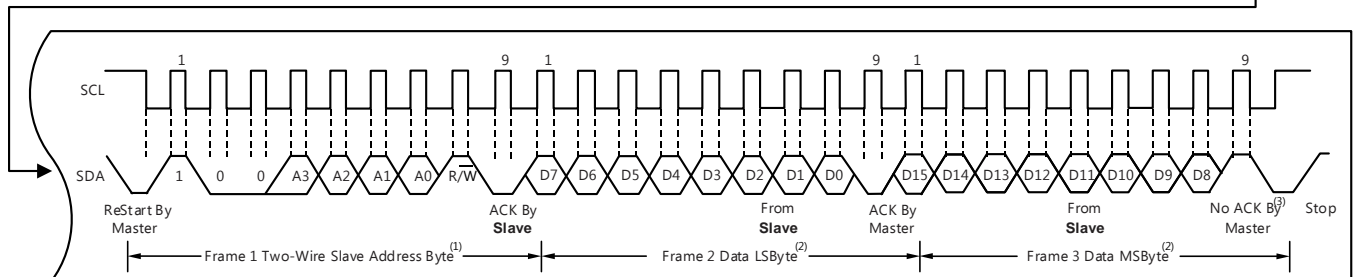 1 9 1 9 1 9
SCL
SDA 1 0 0 A3 A2 A1 A0 R/W D7 D6 D5 D4 D3 D2 D1 D0 D15 D14 D13 D12 D11 D10 D9 D8
ReStart By Master
ACK By Slave
From Slave
ACK By Master
From Slave
No ACK By(3) Master
Stop
Frame 1 Two-Wire Slave Address Byte(1)
Frame 2 Data LSByte(2)
Frame 3 Data MSByte(2)